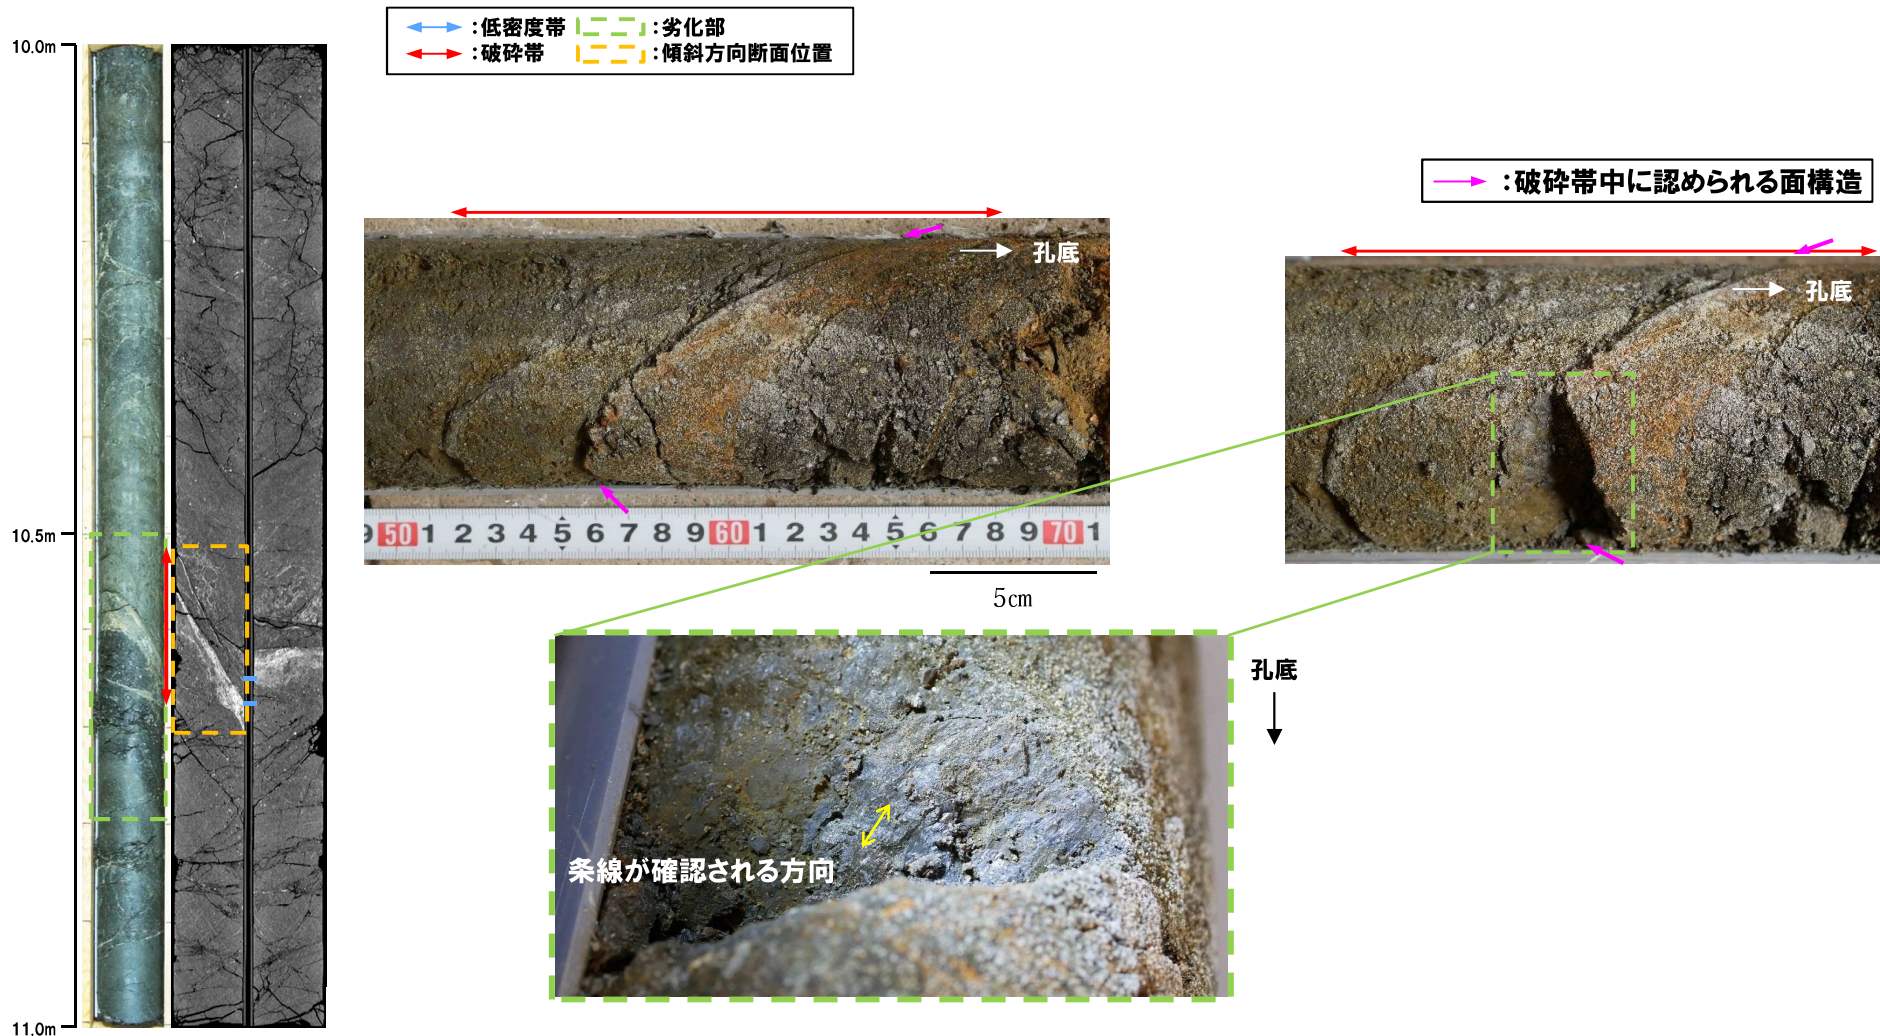 :低密度帯 :劣化部
:破砕帯 :傾斜方向断面位置
10.0m
10.5m
11.0m
:破砕帯中に認められる面構造
孔底
9 50 1 2 3 4 5 6 7 8 9 60 1 2 3 4 5 6 7 8 9 70 1
5cm
孔底
条線が確認される方向
孔底